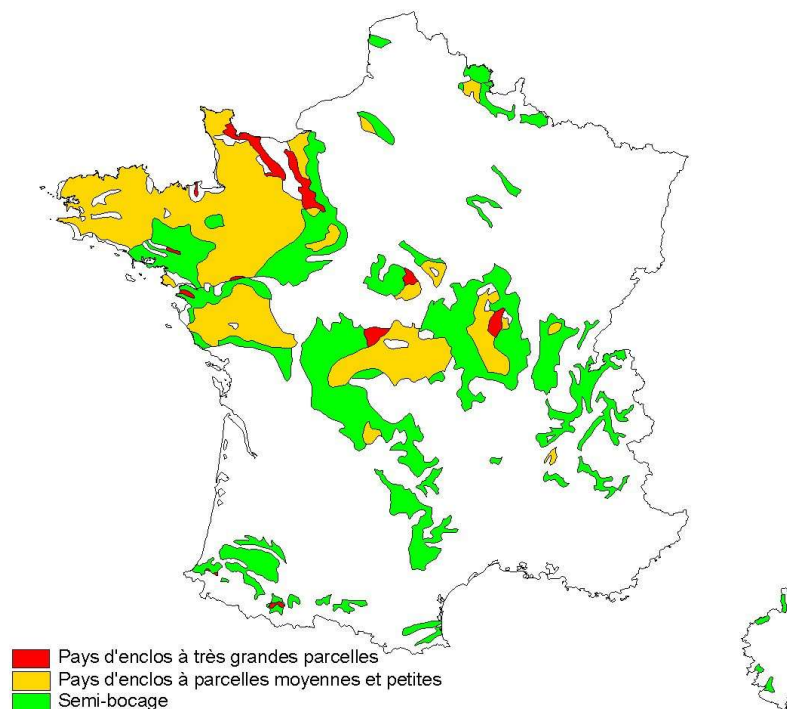 Pays d'enclos à très grandes parcelles
Pays d'enclos à parcelles moyennes et petites
Semi-bocage